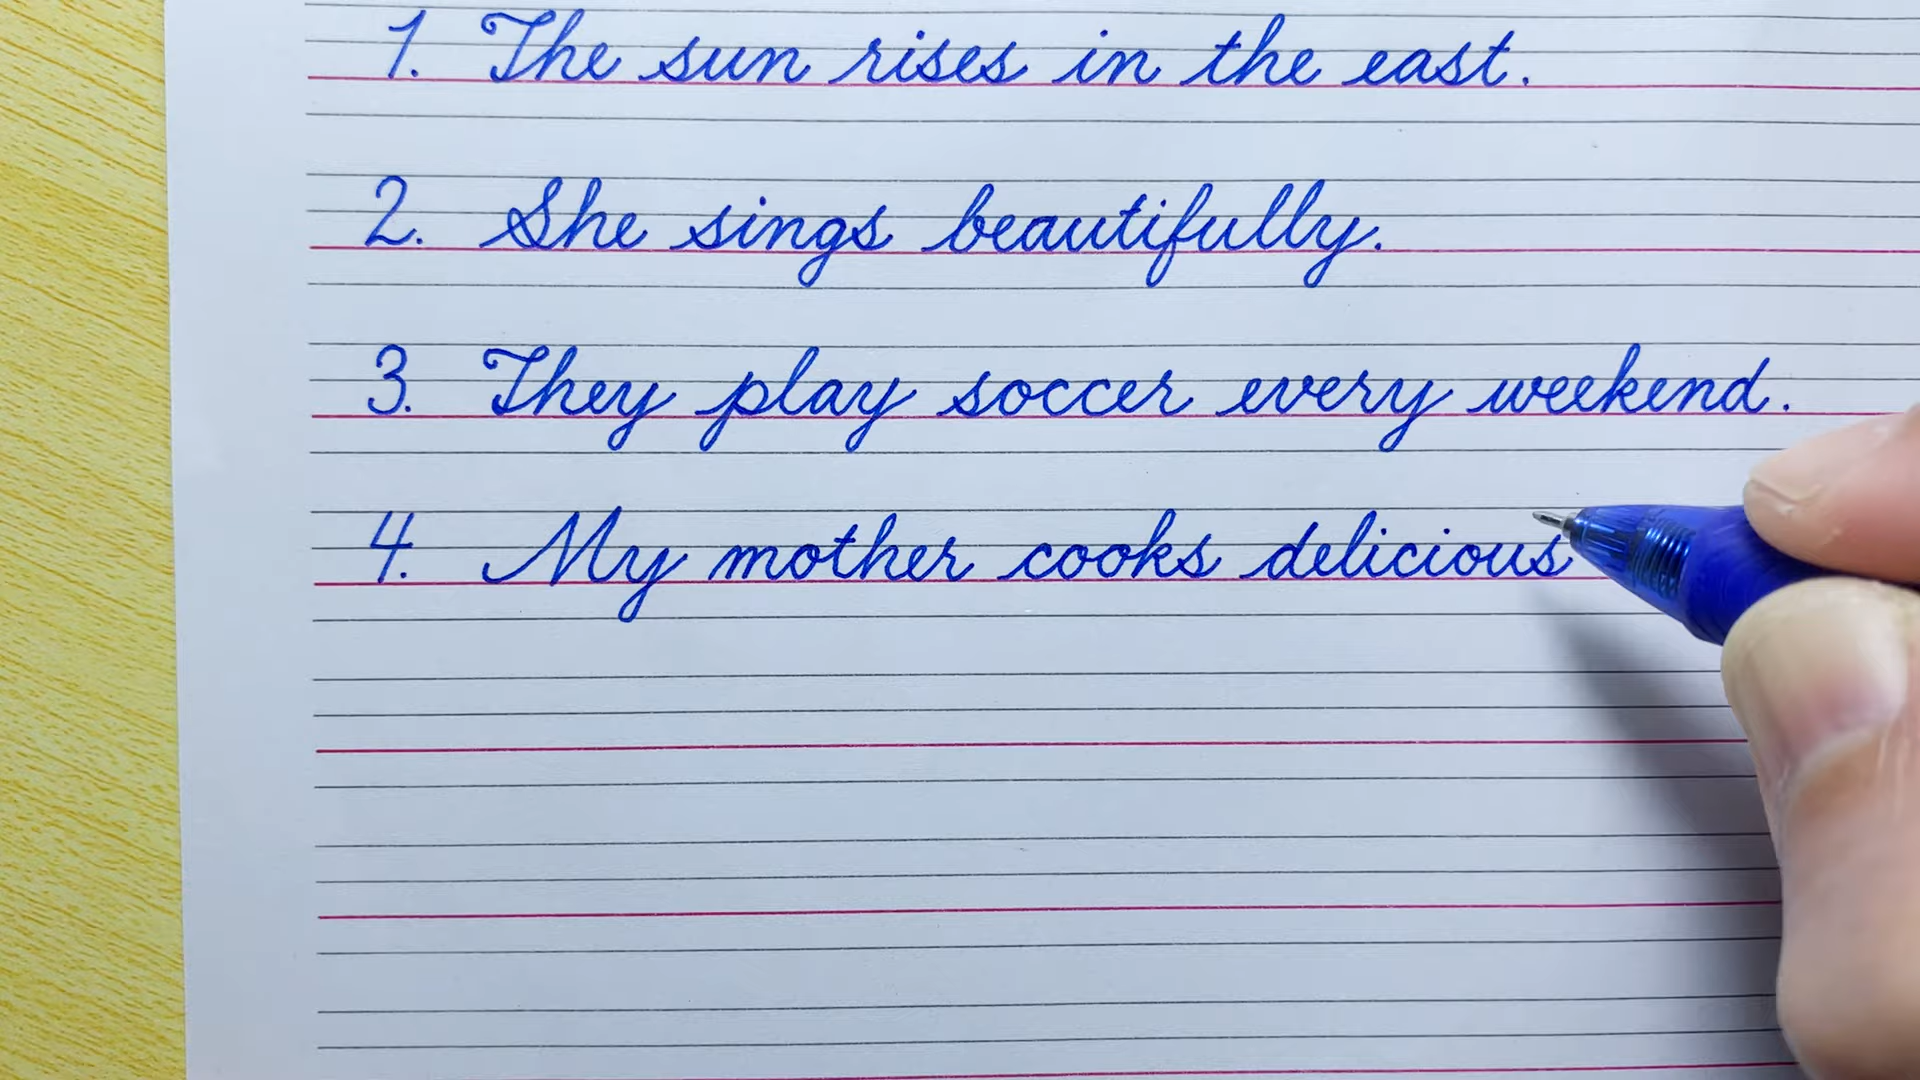 1. The sun rises in the east.
2. She sings beautifully.
3. They play soccer every weekend.
4. My mother cooks delicious